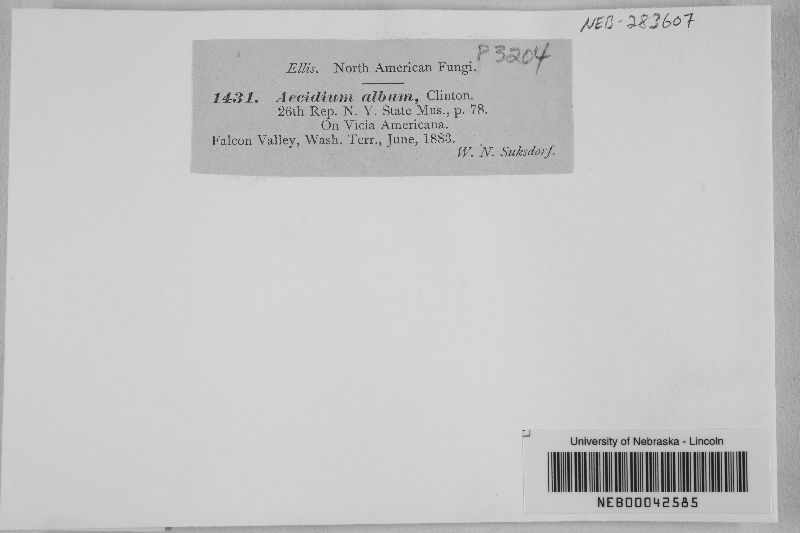 NEB-283607
P3204
Ellis. North American Fungi.
1431. Aecidium album, Clinton.
26th Rep. N. Y. State Mus., p. 78.
On Vicia Americana.
Falcon Valley, Wash. Terr., June, 1883.
W. N. Suksdorf.
University of Nebraska - Lincoln
NEB00042585